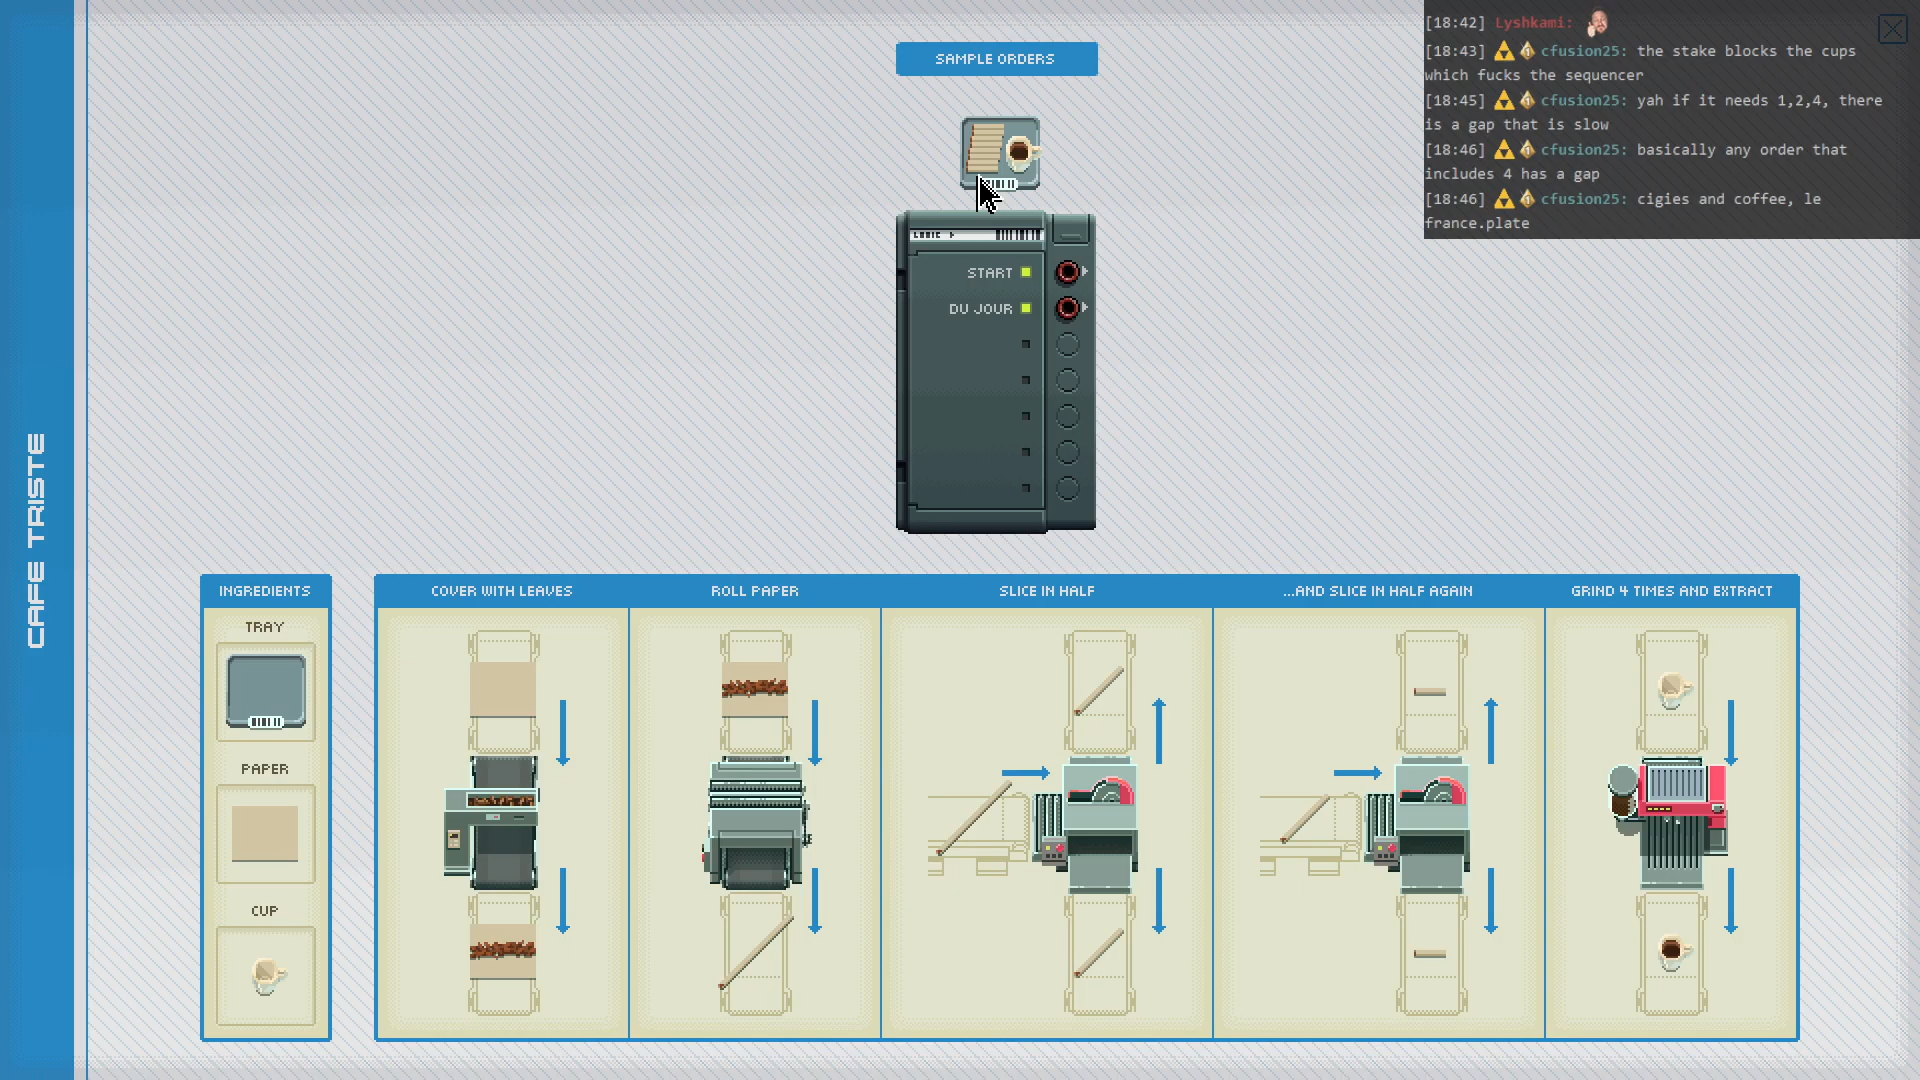 CAFE TRISTE
SAMPLE ORDERS
LOGIC
START
DU JOUR
[18:42] Lyshkami:
[18:43] cfusion25: the stake blocks the cups
which fucks the sequencer
[18:45] cfusion25: yah if it needs 1,2,4, there
is a gap that is slow
[18:46] cfusion25: basically any order that
includes 4 has a gap
[18:46] cfusion25: cigies and coffee, le
france.plate
INGREDIENTS
TRAY
PAPER
CUP
COVER WITH LEAVES
ROLL PAPER
SLICE IN HALF
...AND SLICE IN HALF AGAIN
GRIND 4 TIMES AND EXTRACT